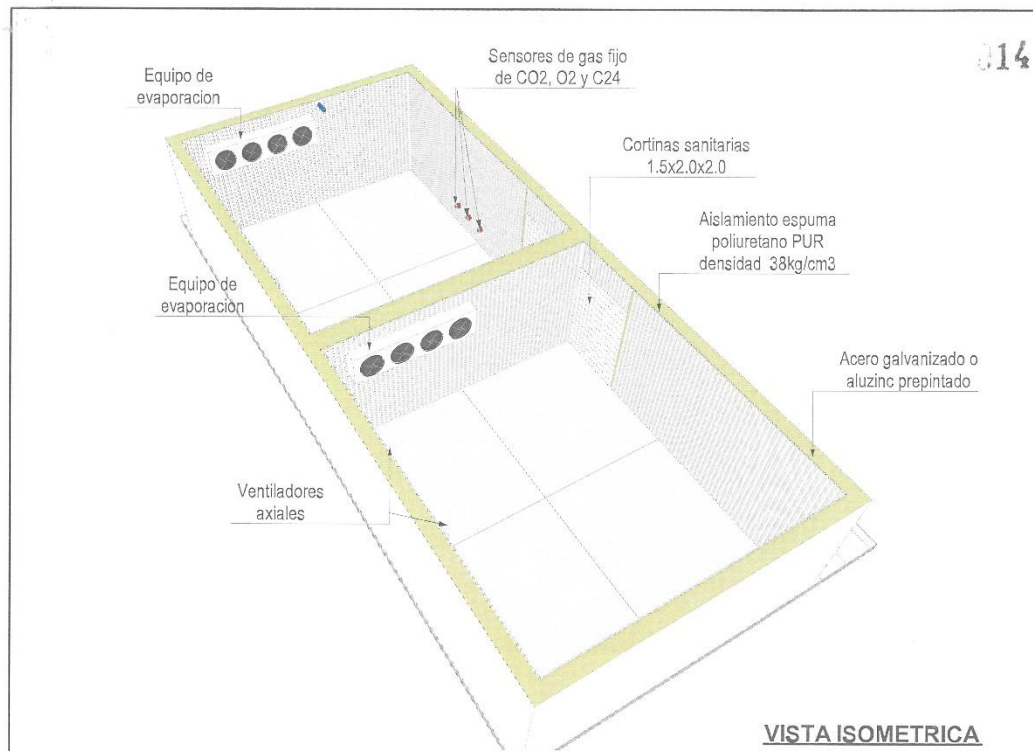 014
Sensores de gas fijo
de CO2, O2 y C24
Equipo de
evaporacion
Cortinas sanitarias
1.5x2.0x2.0
Aislamiento espuma
poliuretano PUR
densidad 38kg/cm3
Equipo de
evaporacion
Acero galvanizado o
aluzinc prepintado
Ventiladores
axiales
VISTA ISOMETRICA